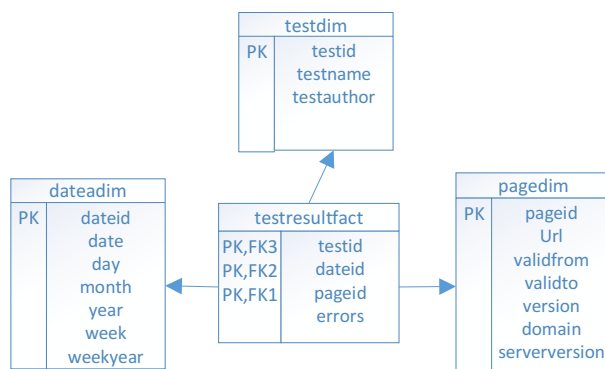 testdim
PK testid
testname
testauthor
dateadim
PK dateid
date
day
month
year
week
weekyear
testresultfact
PK,FK3 testid
PK,FK2 dateid
PK,FK1 pageid
errors
pagedim
PK pageid
Url
validfrom
validto
version
domain
serverversion